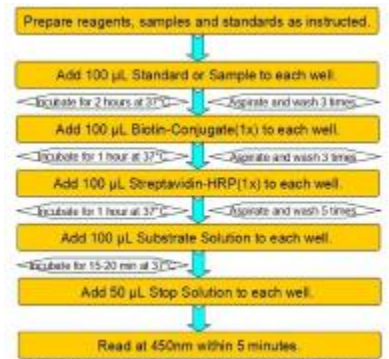 Prepare reagents, samples and standards as instructed.
Add 100 µL Standard or Sample to each well.
Incubate for 2 hours at 37°C
Aspirate and wash 3 times
Add 100 µL Biotin-Conjugate(1x) to each well.
Incubate for 1 hour at 37°C
Aspirate and wash 3 times
Add 100 µL Streptavidin-HRP(1x) to each well.
Incubate for 1 hour at 37°C
Aspirate and wash 5 times
Add 100 µL Substrate Solution to each well.
Incubate for 15-20 min at 37°C
Add 50 µL Stop Solution to each well.
Read at 450nm within 5 minutes.